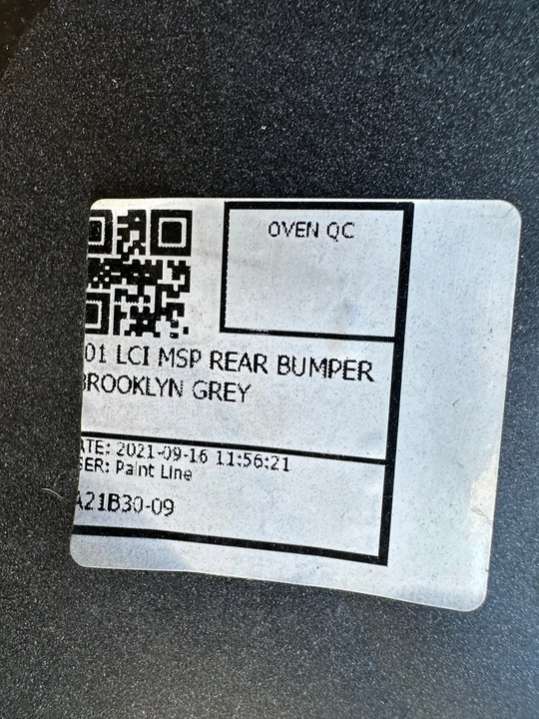 OVEN QC
01 LCI MSP REAR BUMPER
BROOKLYN GREY
ATE: 2021-09-16 11:56:21
SER: Paint Line
A21B30-09